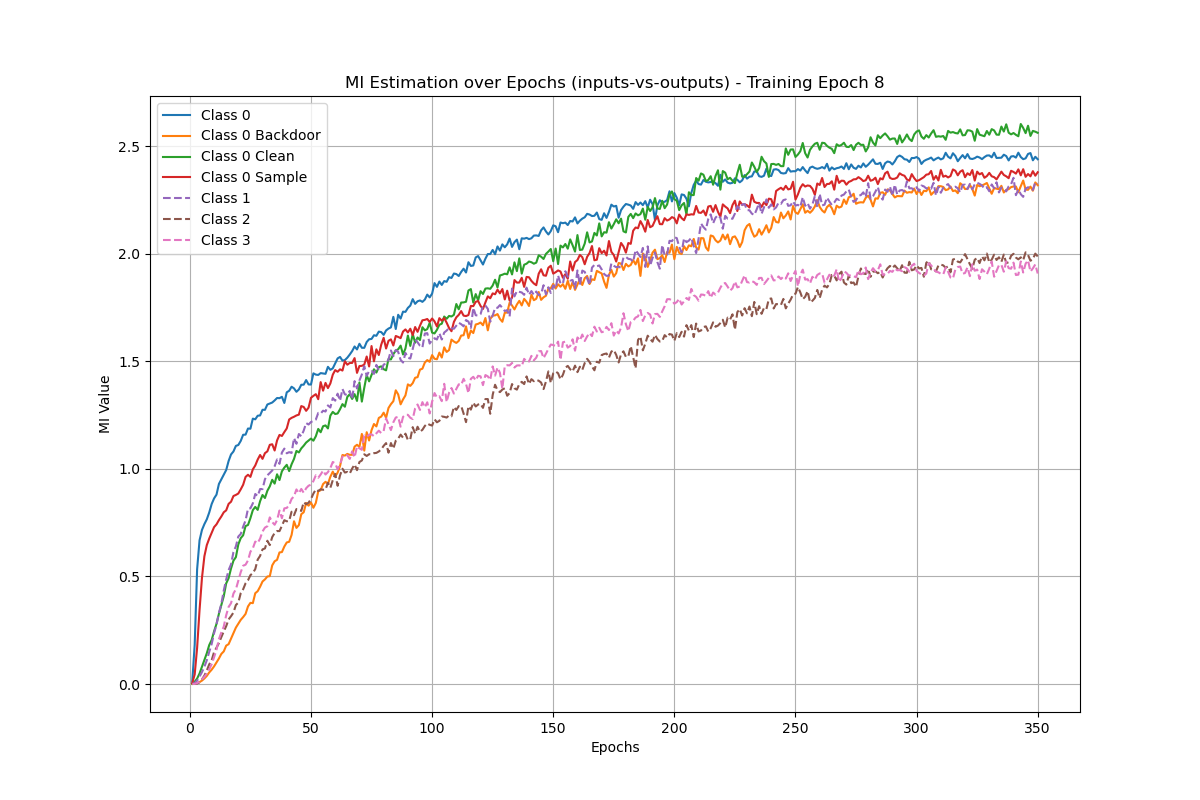 MI Estimation over Epochs (inputs-vs-outputs) - Training Epoch 8
Class 0
Class 0 Backdoor
Class 0 Clean
Class 0 Sample
Class 1
Class 2
Class 3
MI Value
2.5
2.0
1.5
1.0
0.5
0.0
0 50 100 150 200 250 300 350
Epochs